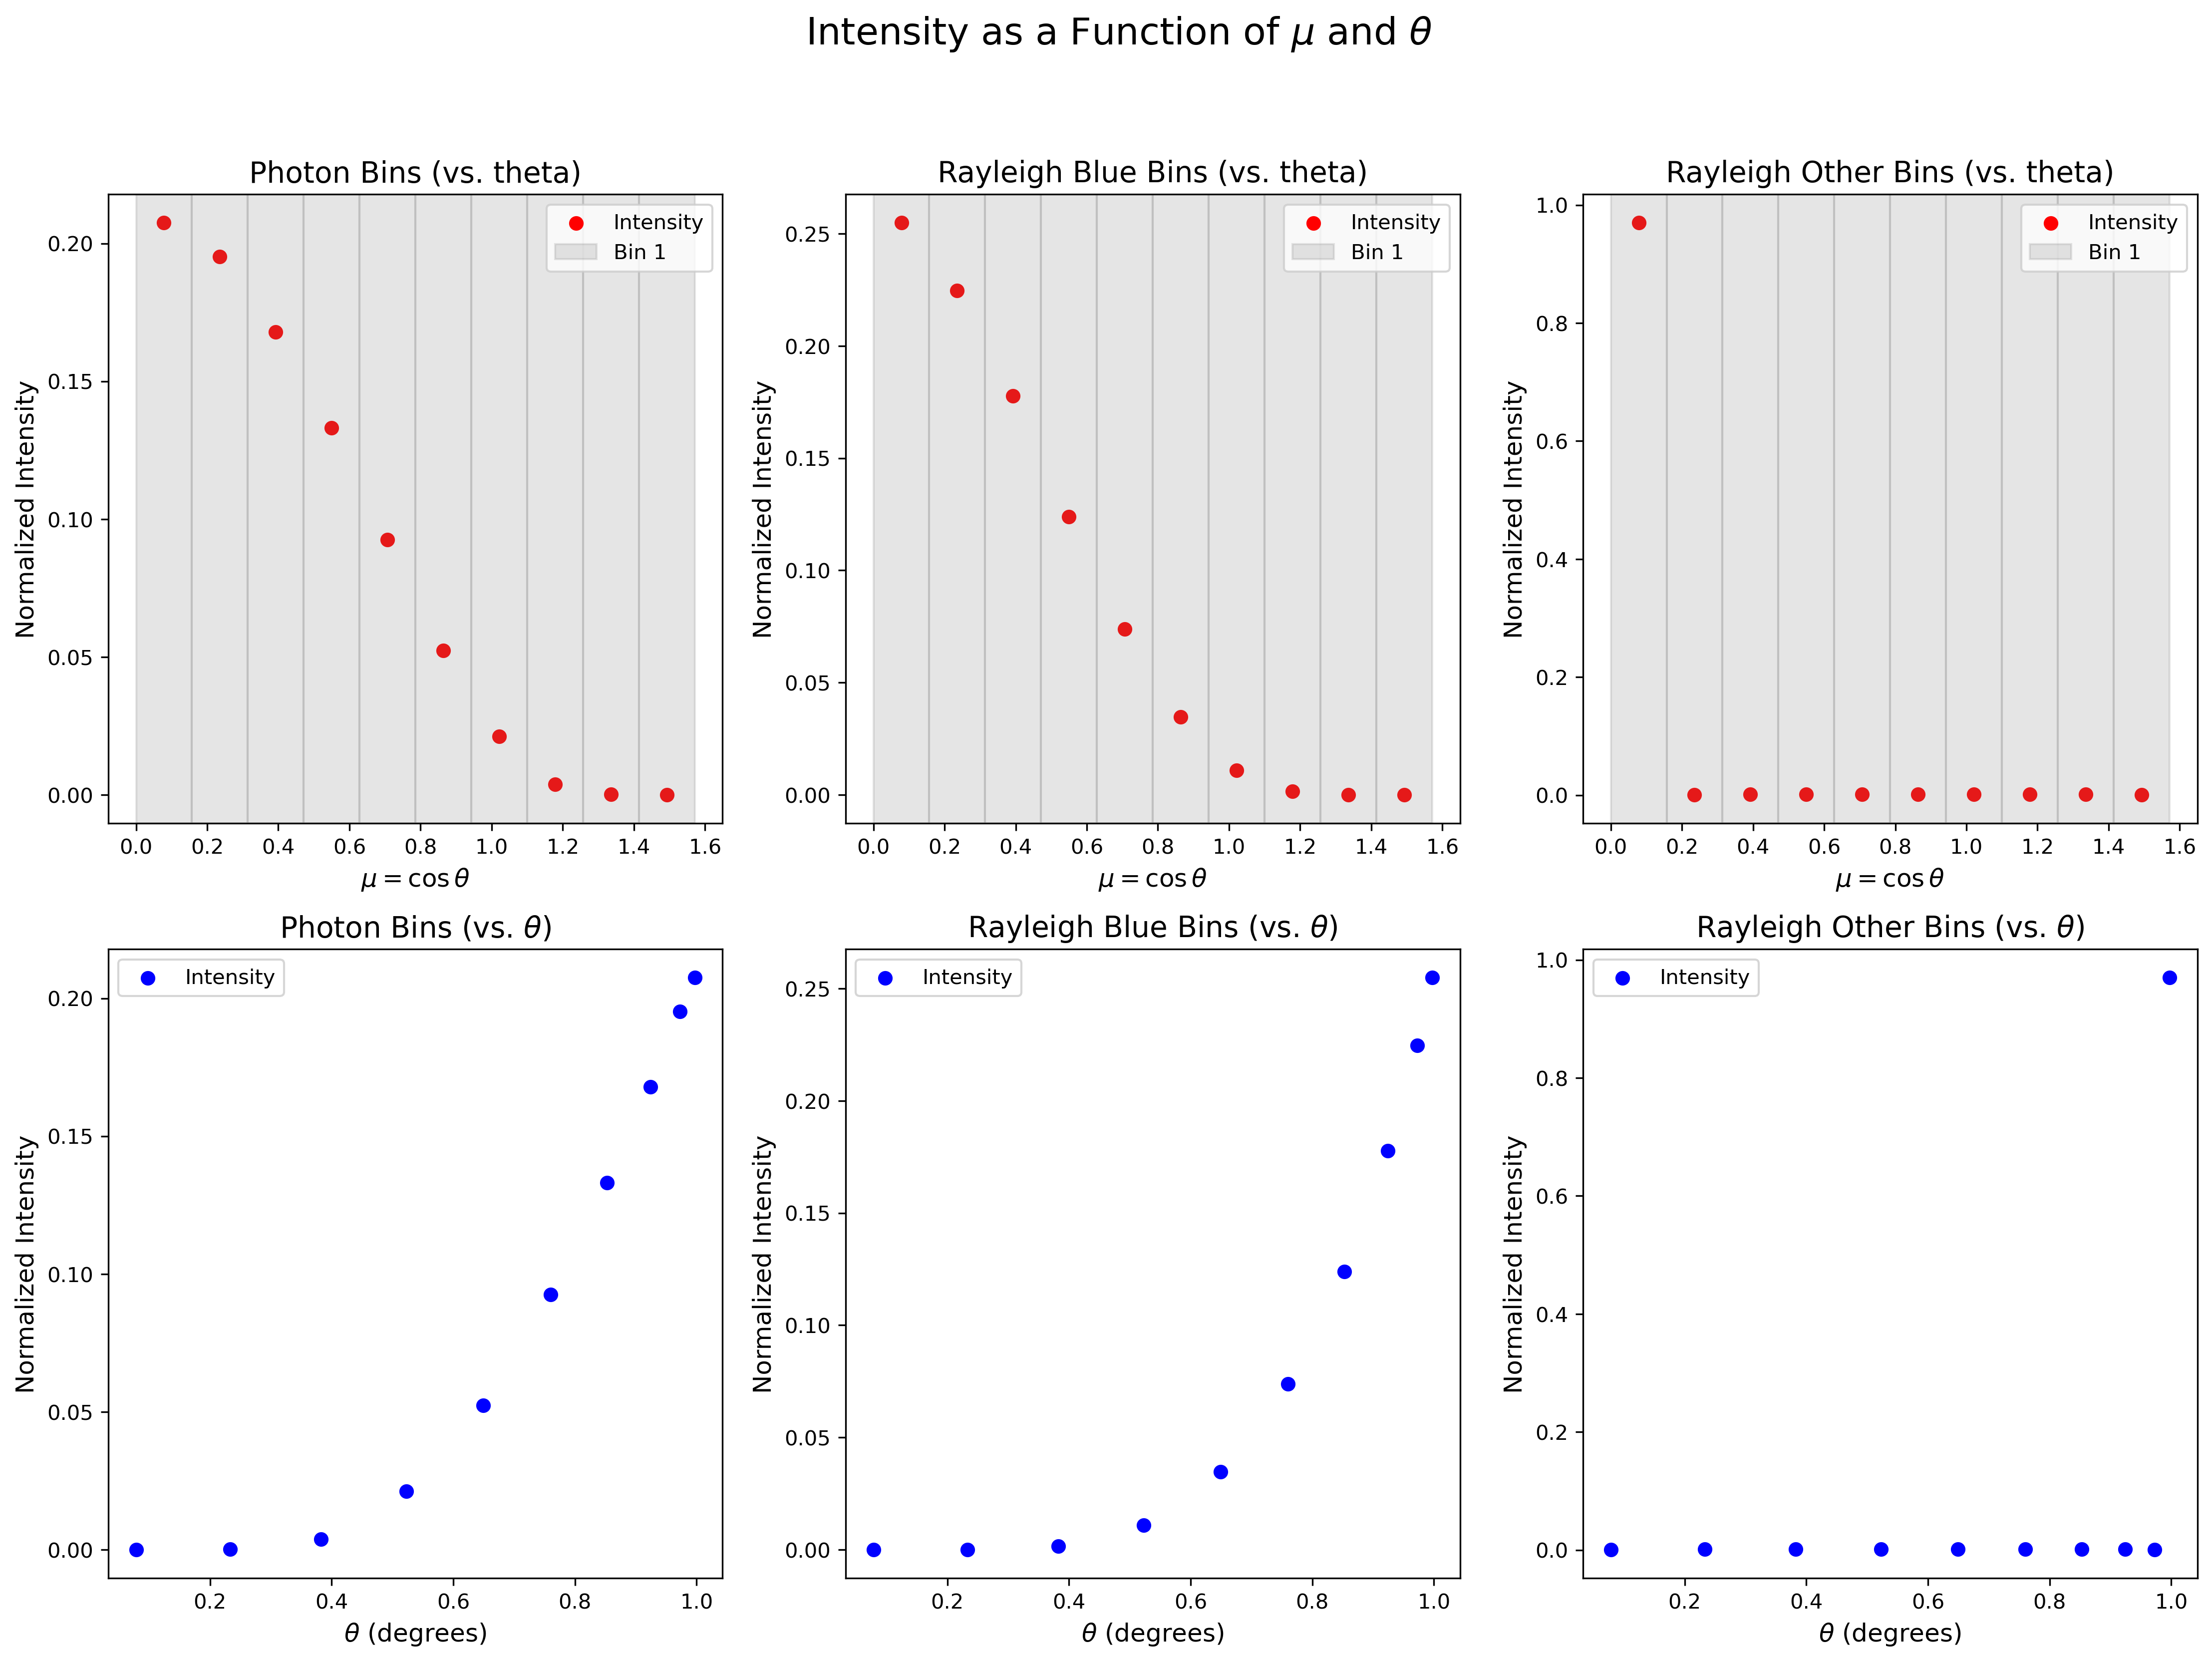 Intensity as a Function of μ and θ
Photon Bins (vs. theta)
Normalized Intensity
0.20
0.15
0.10
0.05
0.00
Intensity
Bin 1
0.0 0.2 0.4 0.6 0.8 1.0 1.2 1.4 1.6
μ = cos θ
Rayleigh Blue Bins (vs. theta)
Normalized Intensity
0.25
0.20
0.15
0.10
0.05
0.00
Intensity
Bin 1
0.0 0.2 0.4 0.6 0.8 1.0 1.2 1.4 1.6
μ = cos θ
Rayleigh Other Bins (vs. theta)
Normalized Intensity
1.0
0.8
0.6
0.4
0.2
0.0
Intensity
Bin 1
0.0 0.2 0.4 0.6 0.8 1.0 1.2 1.4 1.6
μ = cos θ
Photon Bins (vs. θ)
Normalized Intensity
0.20
0.15
0.10
0.05
0.00
Intensity
0.2 0.4 0.6 0.8 1.0
θ (degrees)
Rayleigh Blue Bins (vs. θ)
Normalized Intensity
0.25
0.20
0.15
0.10
0.05
0.00
Intensity
0.2 0.4 0.6 0.8 1.0
θ (degrees)
Rayleigh Other Bins (vs. θ)
Normalized Intensity
1.0
0.8
0.6
0.4
0.2
0.0
Intensity
0.2 0.4 0.6 0.8 1.0
θ (degrees)